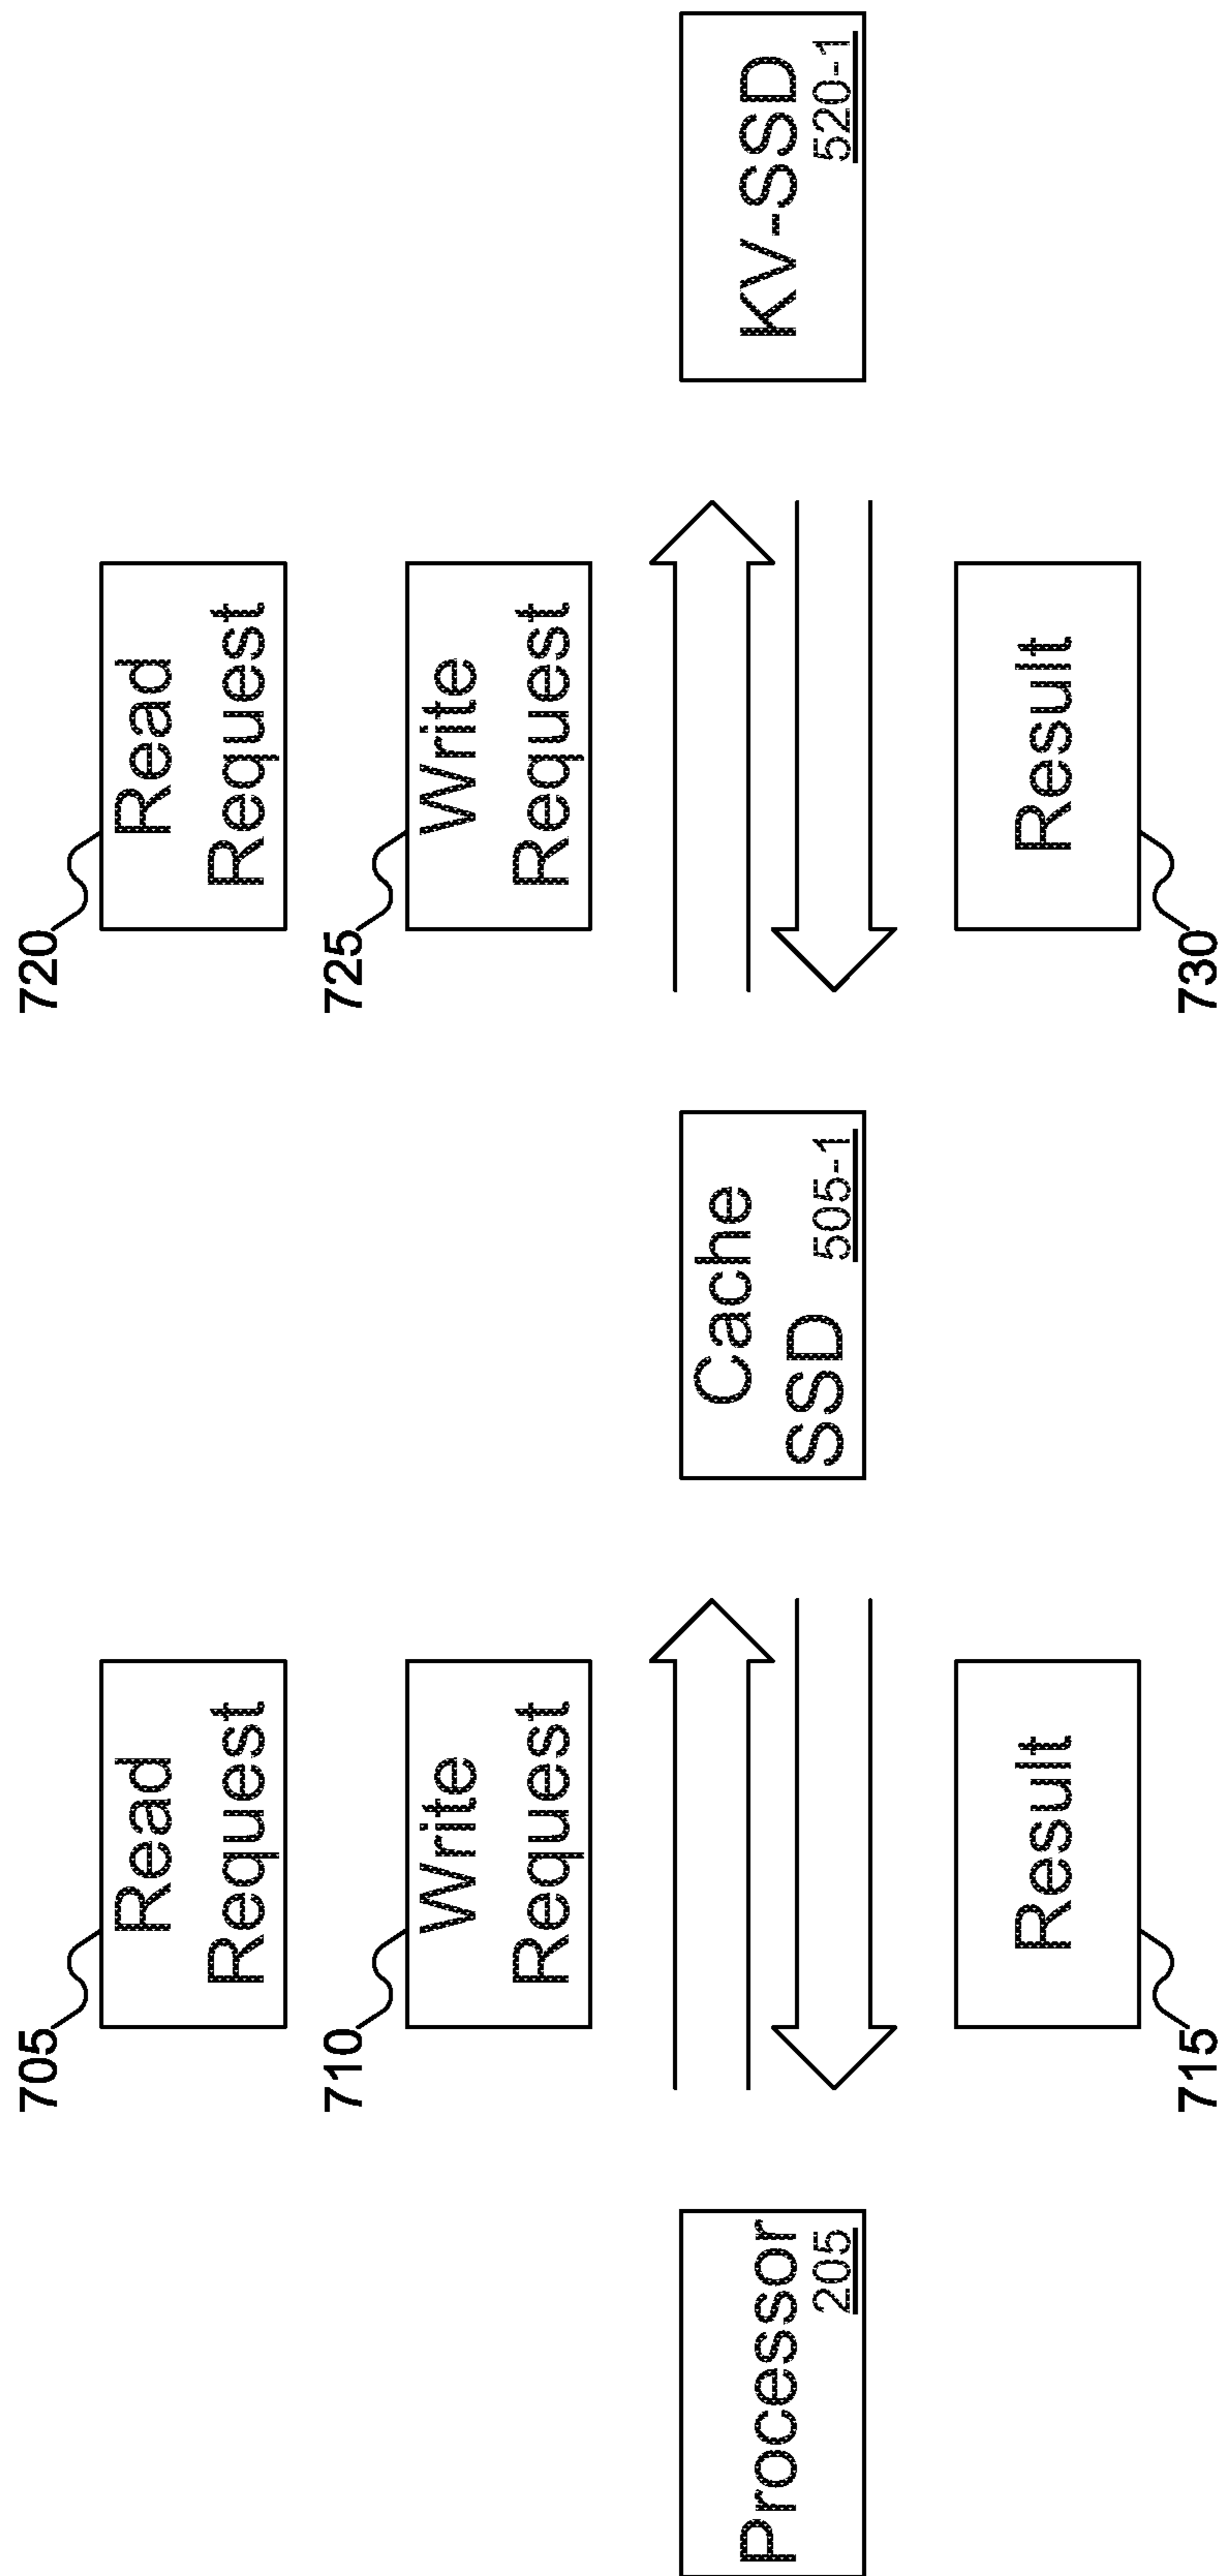 705
Read
Request
720
Read
Request
710
Write
Request
725
Write
Request
Processor
205
Cache
SSD 505-1
KV-SSD
520-1
Result
715
Result
730